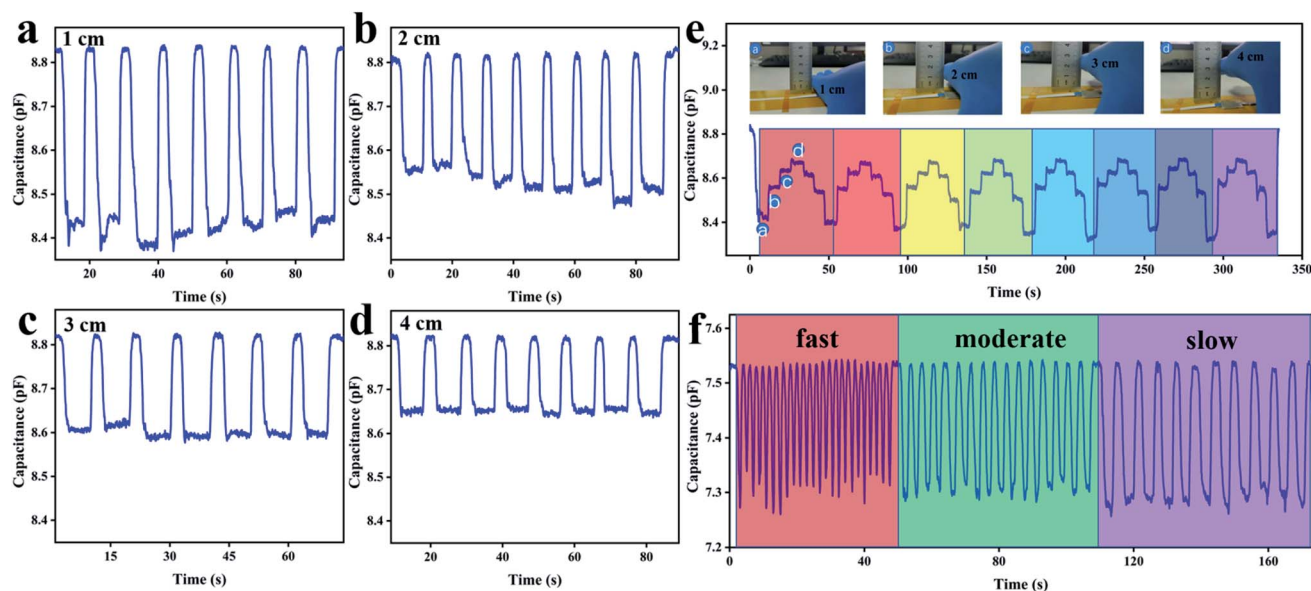 a
1 cm
8.8
8.7
8.6
8.5
8.4
Capacitance (pF)
20
40
60
80
Time (s)
b
2 cm
8.8
8.7
8.6
8.5
8.4
Capacitance (pF)
0
20
40
60
80
Time (s)
c
3 cm
8.8
8.7
8.6
8.5
8.4
Capacitance (pF)
15
30
45
60
Time (s)
d
4 cm
8.8
8.7
8.6
8.5
8.4
Capacitance (pF)
20
40
60
80
Time (s)
e
9.2
9.0
8.8
8.6
8.4
Capacitance (pF)
a
1 cm
b
2 cm
c
3 cm
d
4 cm
a
b
c
d
0
50
100
150
200
250
300
350
Time (s)
f
fast
moderate
slow
7.6
7.5
7.4
7.3
7.2
Capacitance (pF)
0
40
80
120
160
Time (s)